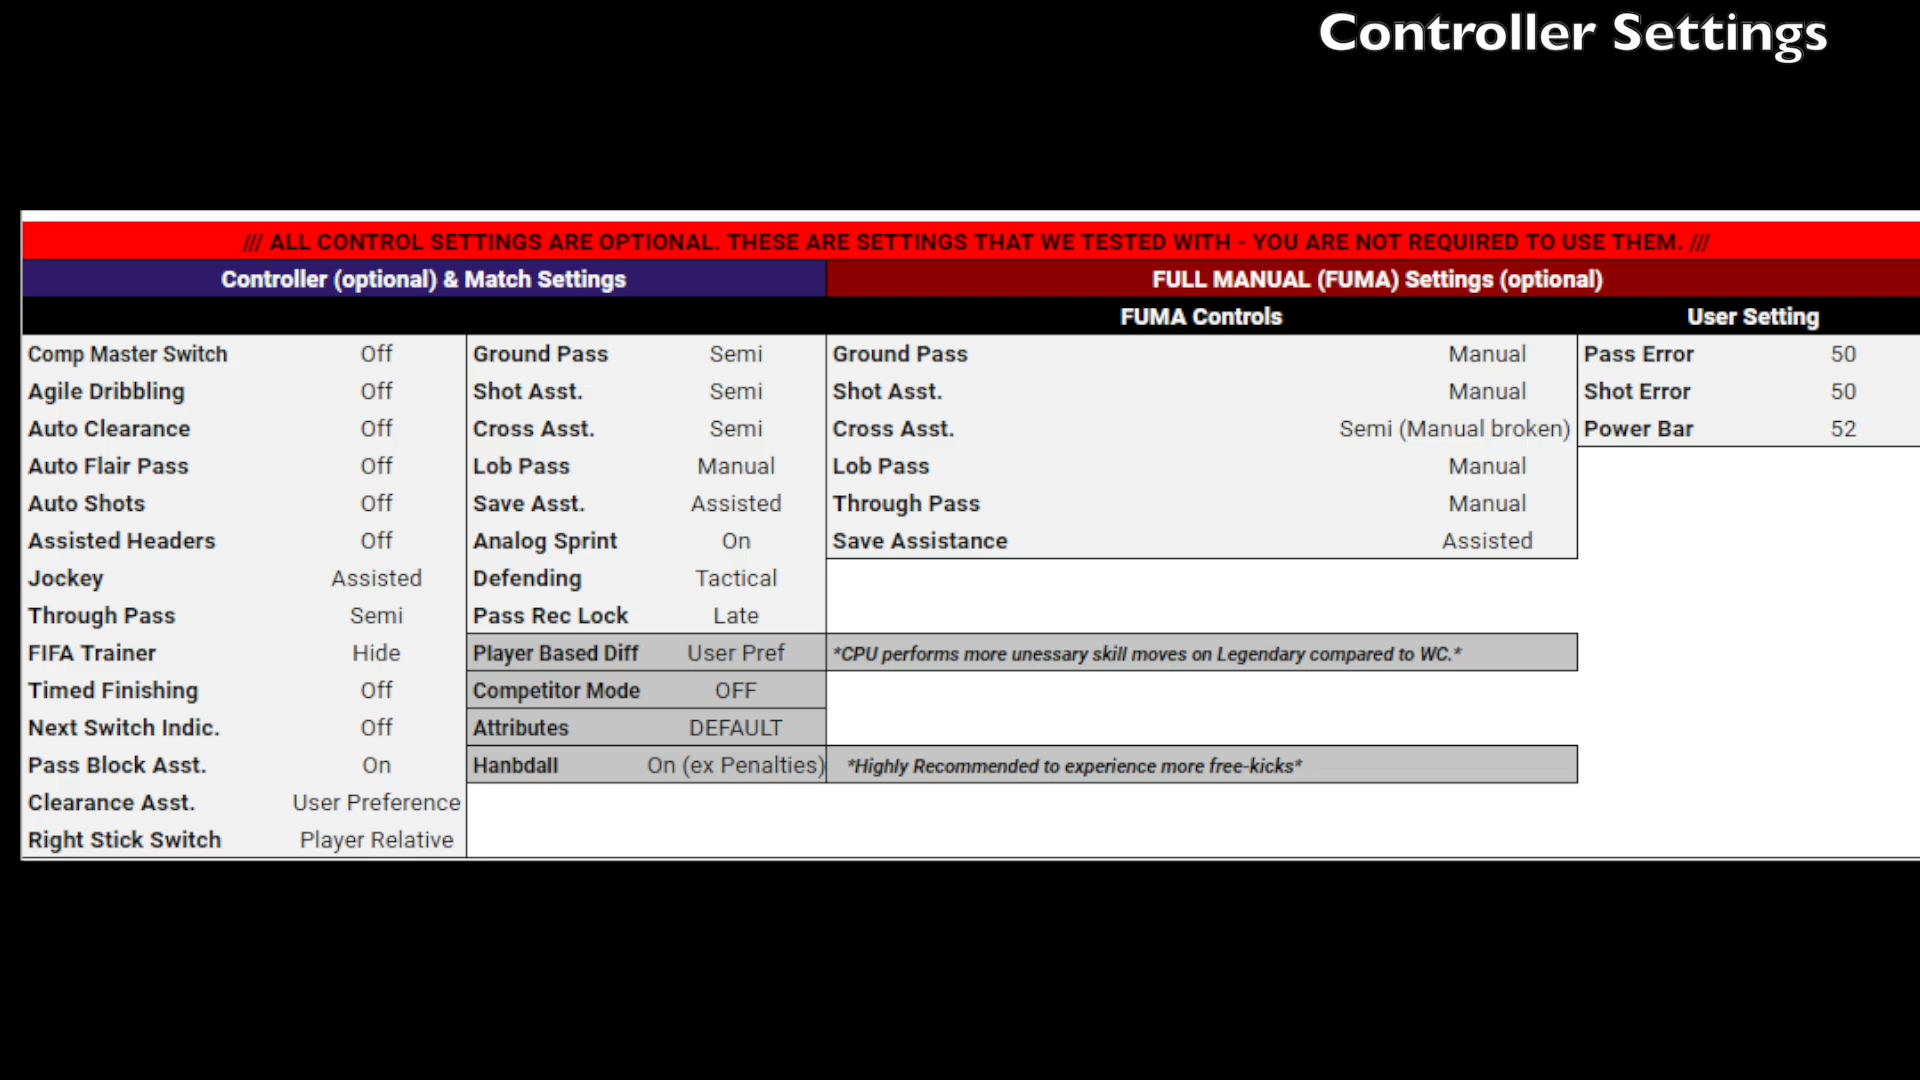 Controller Settings
/// ALL CONTROL SETTINGS ARE OPTIONAL. THESE ARE SETTINGS THAT WE TESTED WITH - YOU ARE NOT REQUIRED TO USE THEM. ///
Controller (optional) & Match Settings FULL MANUAL (FUMA) Settings (optional)
FUMA Controls User Setting
Comp Master Switch Off Ground Pass Semi Ground Pass Manual Pass Error 50
Agile Dribbling Off Shot Asst. Semi Shot Asst. Manual Shot Error 50
Auto Clearance Off Cross Asst. Semi Cross Asst. Semi (Manual broken) Power Bar 52
Auto Flair Pass Off Lob Pass Manual Lob Pass Manual
Auto Shots Off Save Asst. Assisted Through Pass Manual
Assisted Headers Off Analog Sprint On Save Assistance Assisted
Jockey Assisted Defending Tactical
Through Pass Semi Pass Rec Lock Late
FIFA Trainer Hide Player Based Diff User Pref *CPU performs more unessary skill moves on Legendary compared to WC.*
Timed Finishing Off Competitor Mode OFF
Next Switch Indic. Off Attributes DEFAULT
Pass Block Asst. On Hanbdall On (ex Penalties) *Highly Recommended to experience more free-kicks*
Clearance Asst. User Preference
Right Stick Switch Player Relative